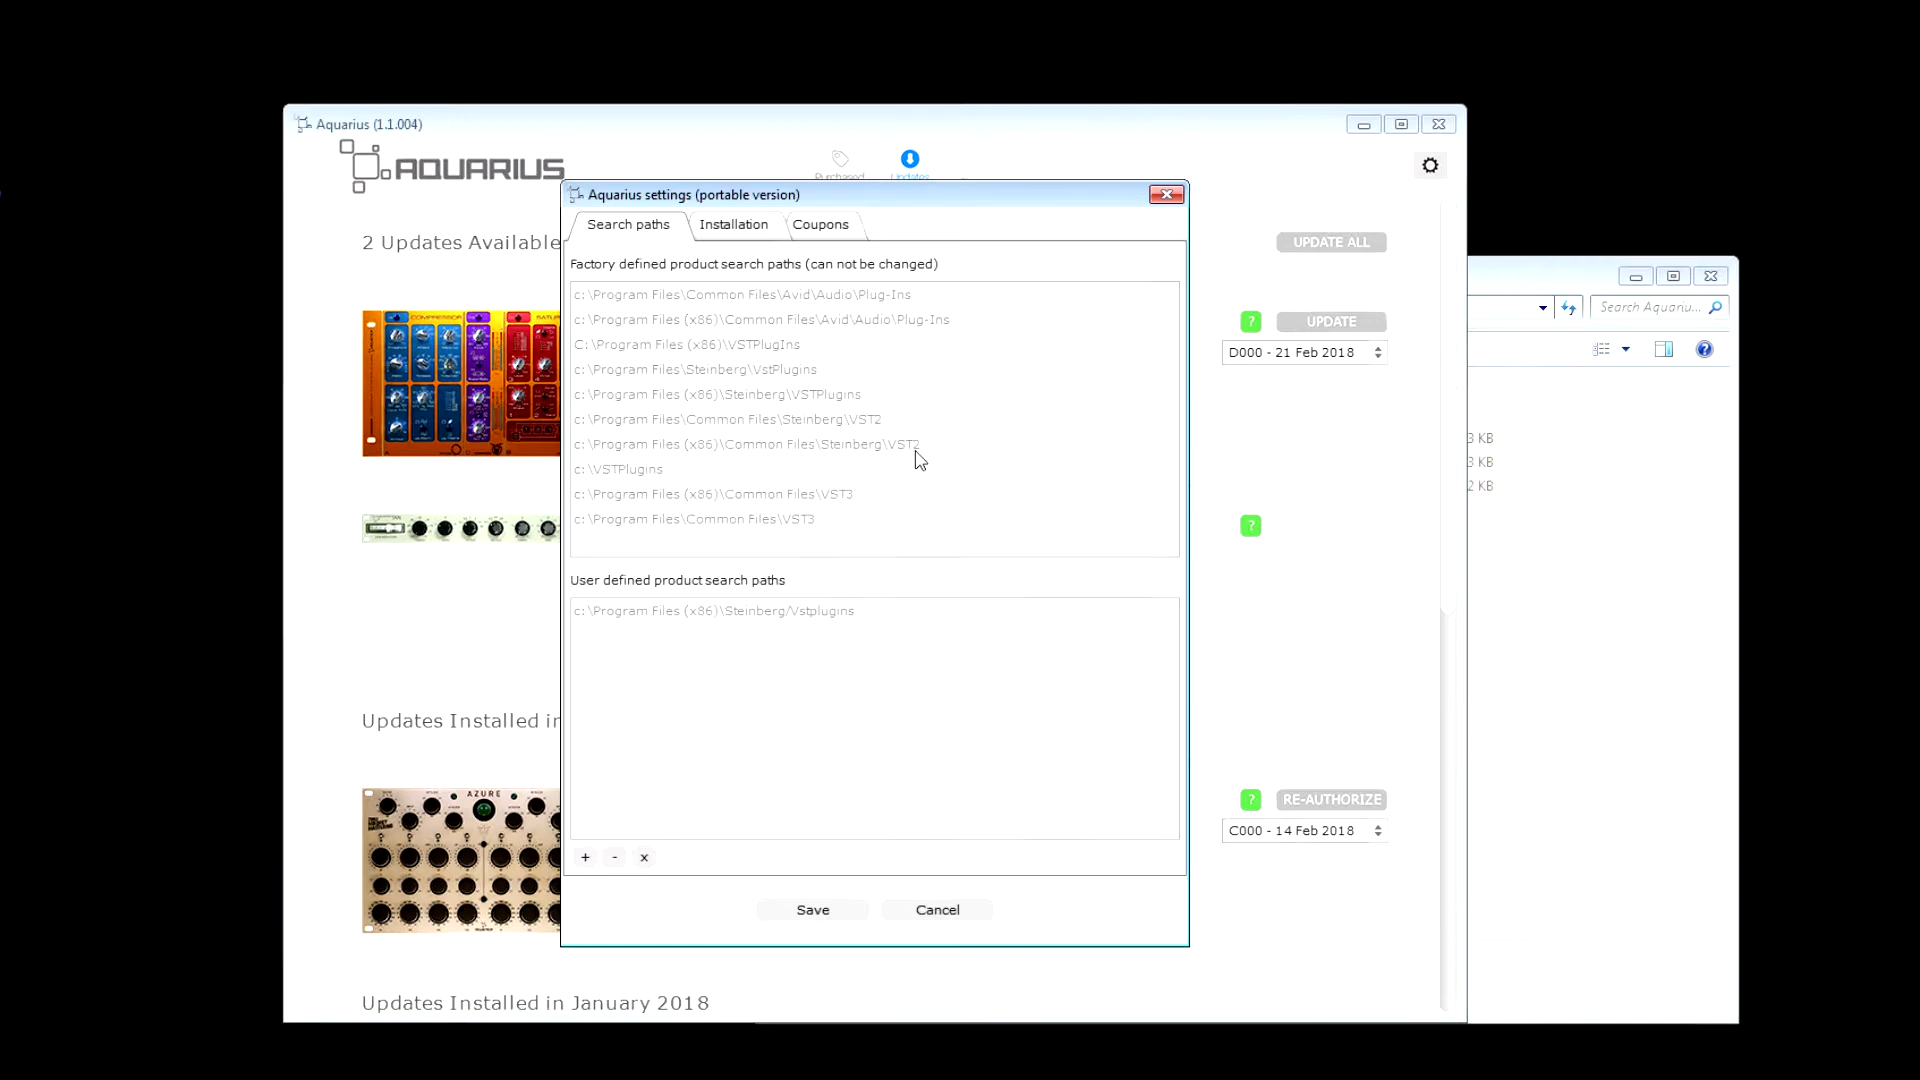 Aquarius (1.1.004)
AQUARIUS
Purchased
Updates
Aquarius settings (portable version)
Search paths
Installation
Coupons
2 Updates Available
UPDATE ALL
Factory defined product search paths (can not be changed)
c:\Program Files\Common Files\Avid\Audio\Plug-Ins
c:\Program Files (x86)\Common Files\Avid\Audio\Plug-Ins
C:\Program Files (x86)\VSTPlugIns
c:\Program Files\Steinberg\VstPlugins
c:\Program Files (x86)\Steinberg\VSTPlugins
c:\Program Files\Common Files\Steinberg\VST2
c:\Program Files (x86)\Common Files\Steinberg\VST2
c:\VSTPlugins
c:\Program Files (x86)\Common Files\VST3
c:\Program Files\Common Files\VST3
User defined product search paths
c:\Program Files (x86)\Steinberg/Vstplugins
+ - x
Save
Cancel
COMPRESSOR
? UPDATE
D000 - 21 Feb 2018
?
Updates Installed in
AZURE
? RE-AUTHORIZE
C000 - 14 Feb 2018
Updates Installed in January 2018
Search Aquariu...
3 KB
3 KB
2 KB